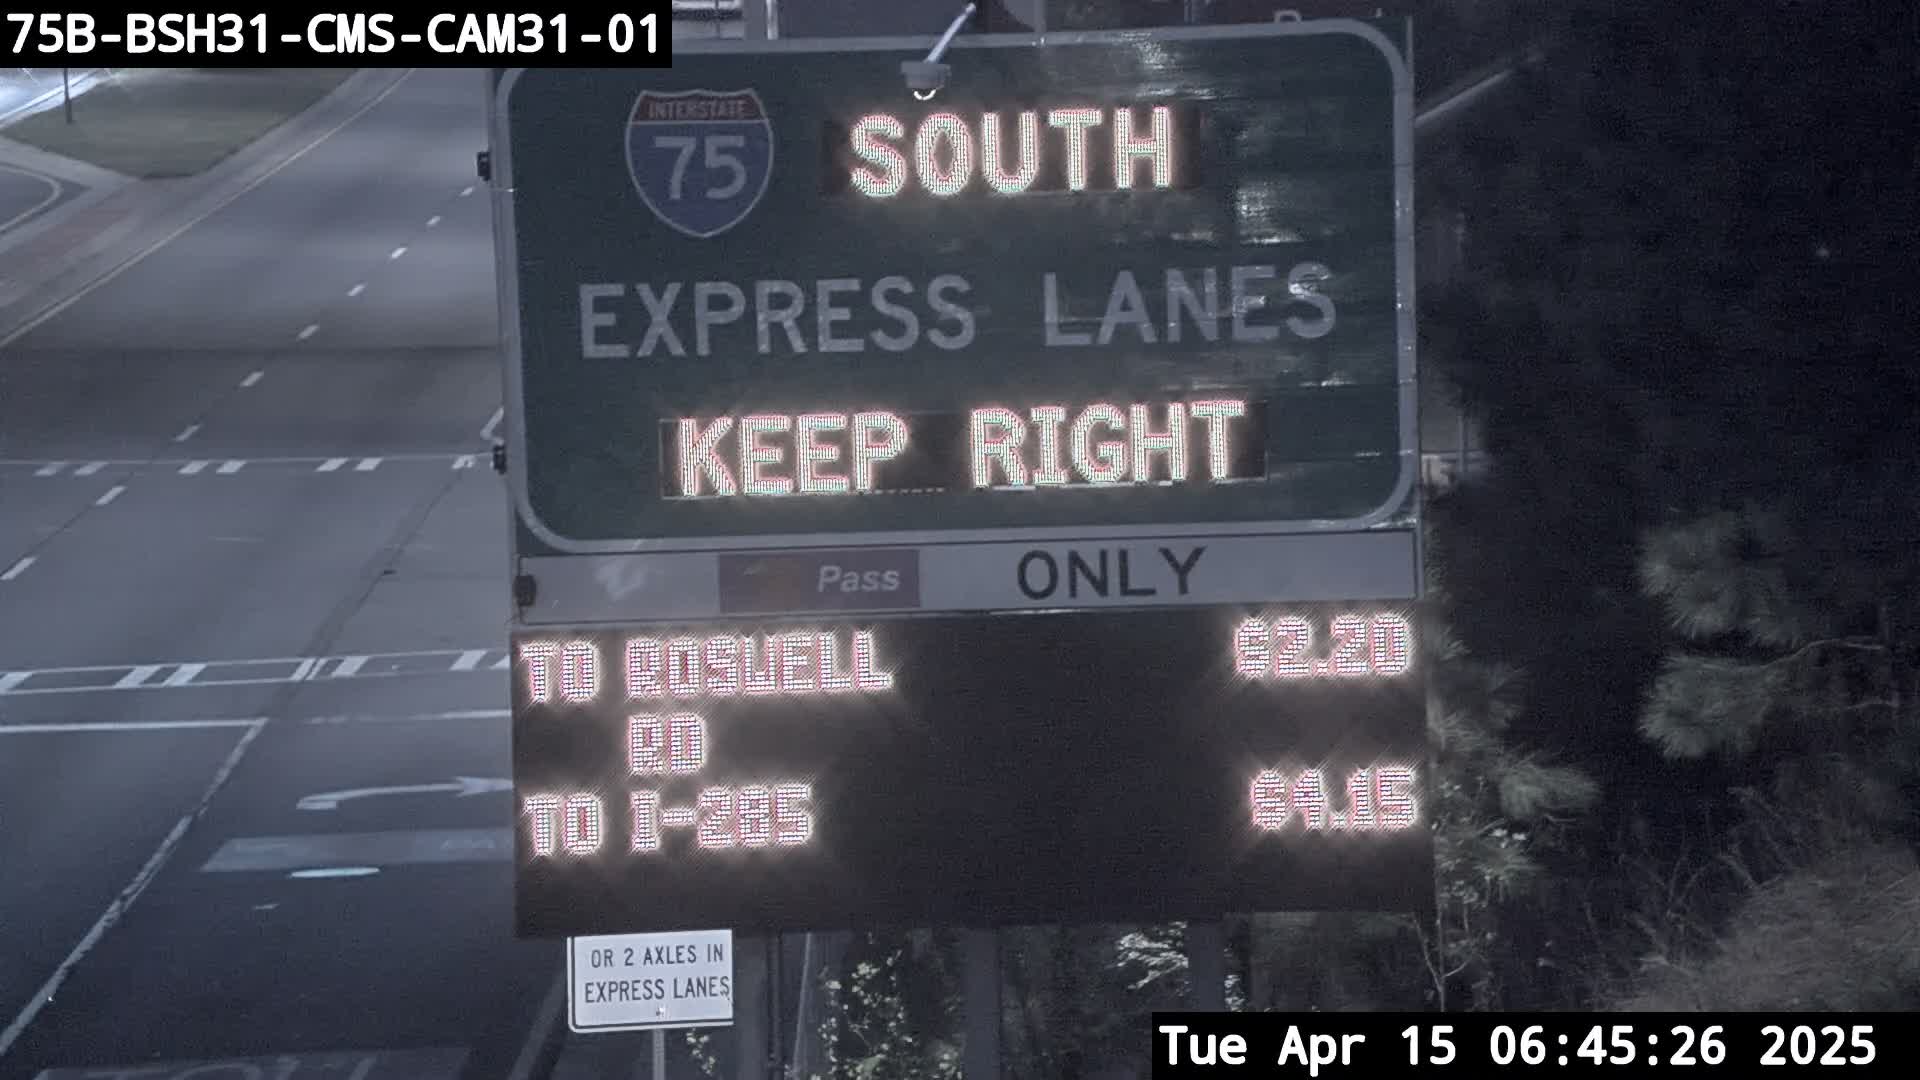 75B-BSH31-CMS-CAM31-01
INTERSTATE
75
SOUTH
EXPRESS LANES
KEEP RIGHT
Pass ONLY
TO ROSWELL $2.20
RD
TO I-285 $4.15
OR 2 AXLES IN
EXPRESS LANES
Tue Apr 15 06:45:26 2025